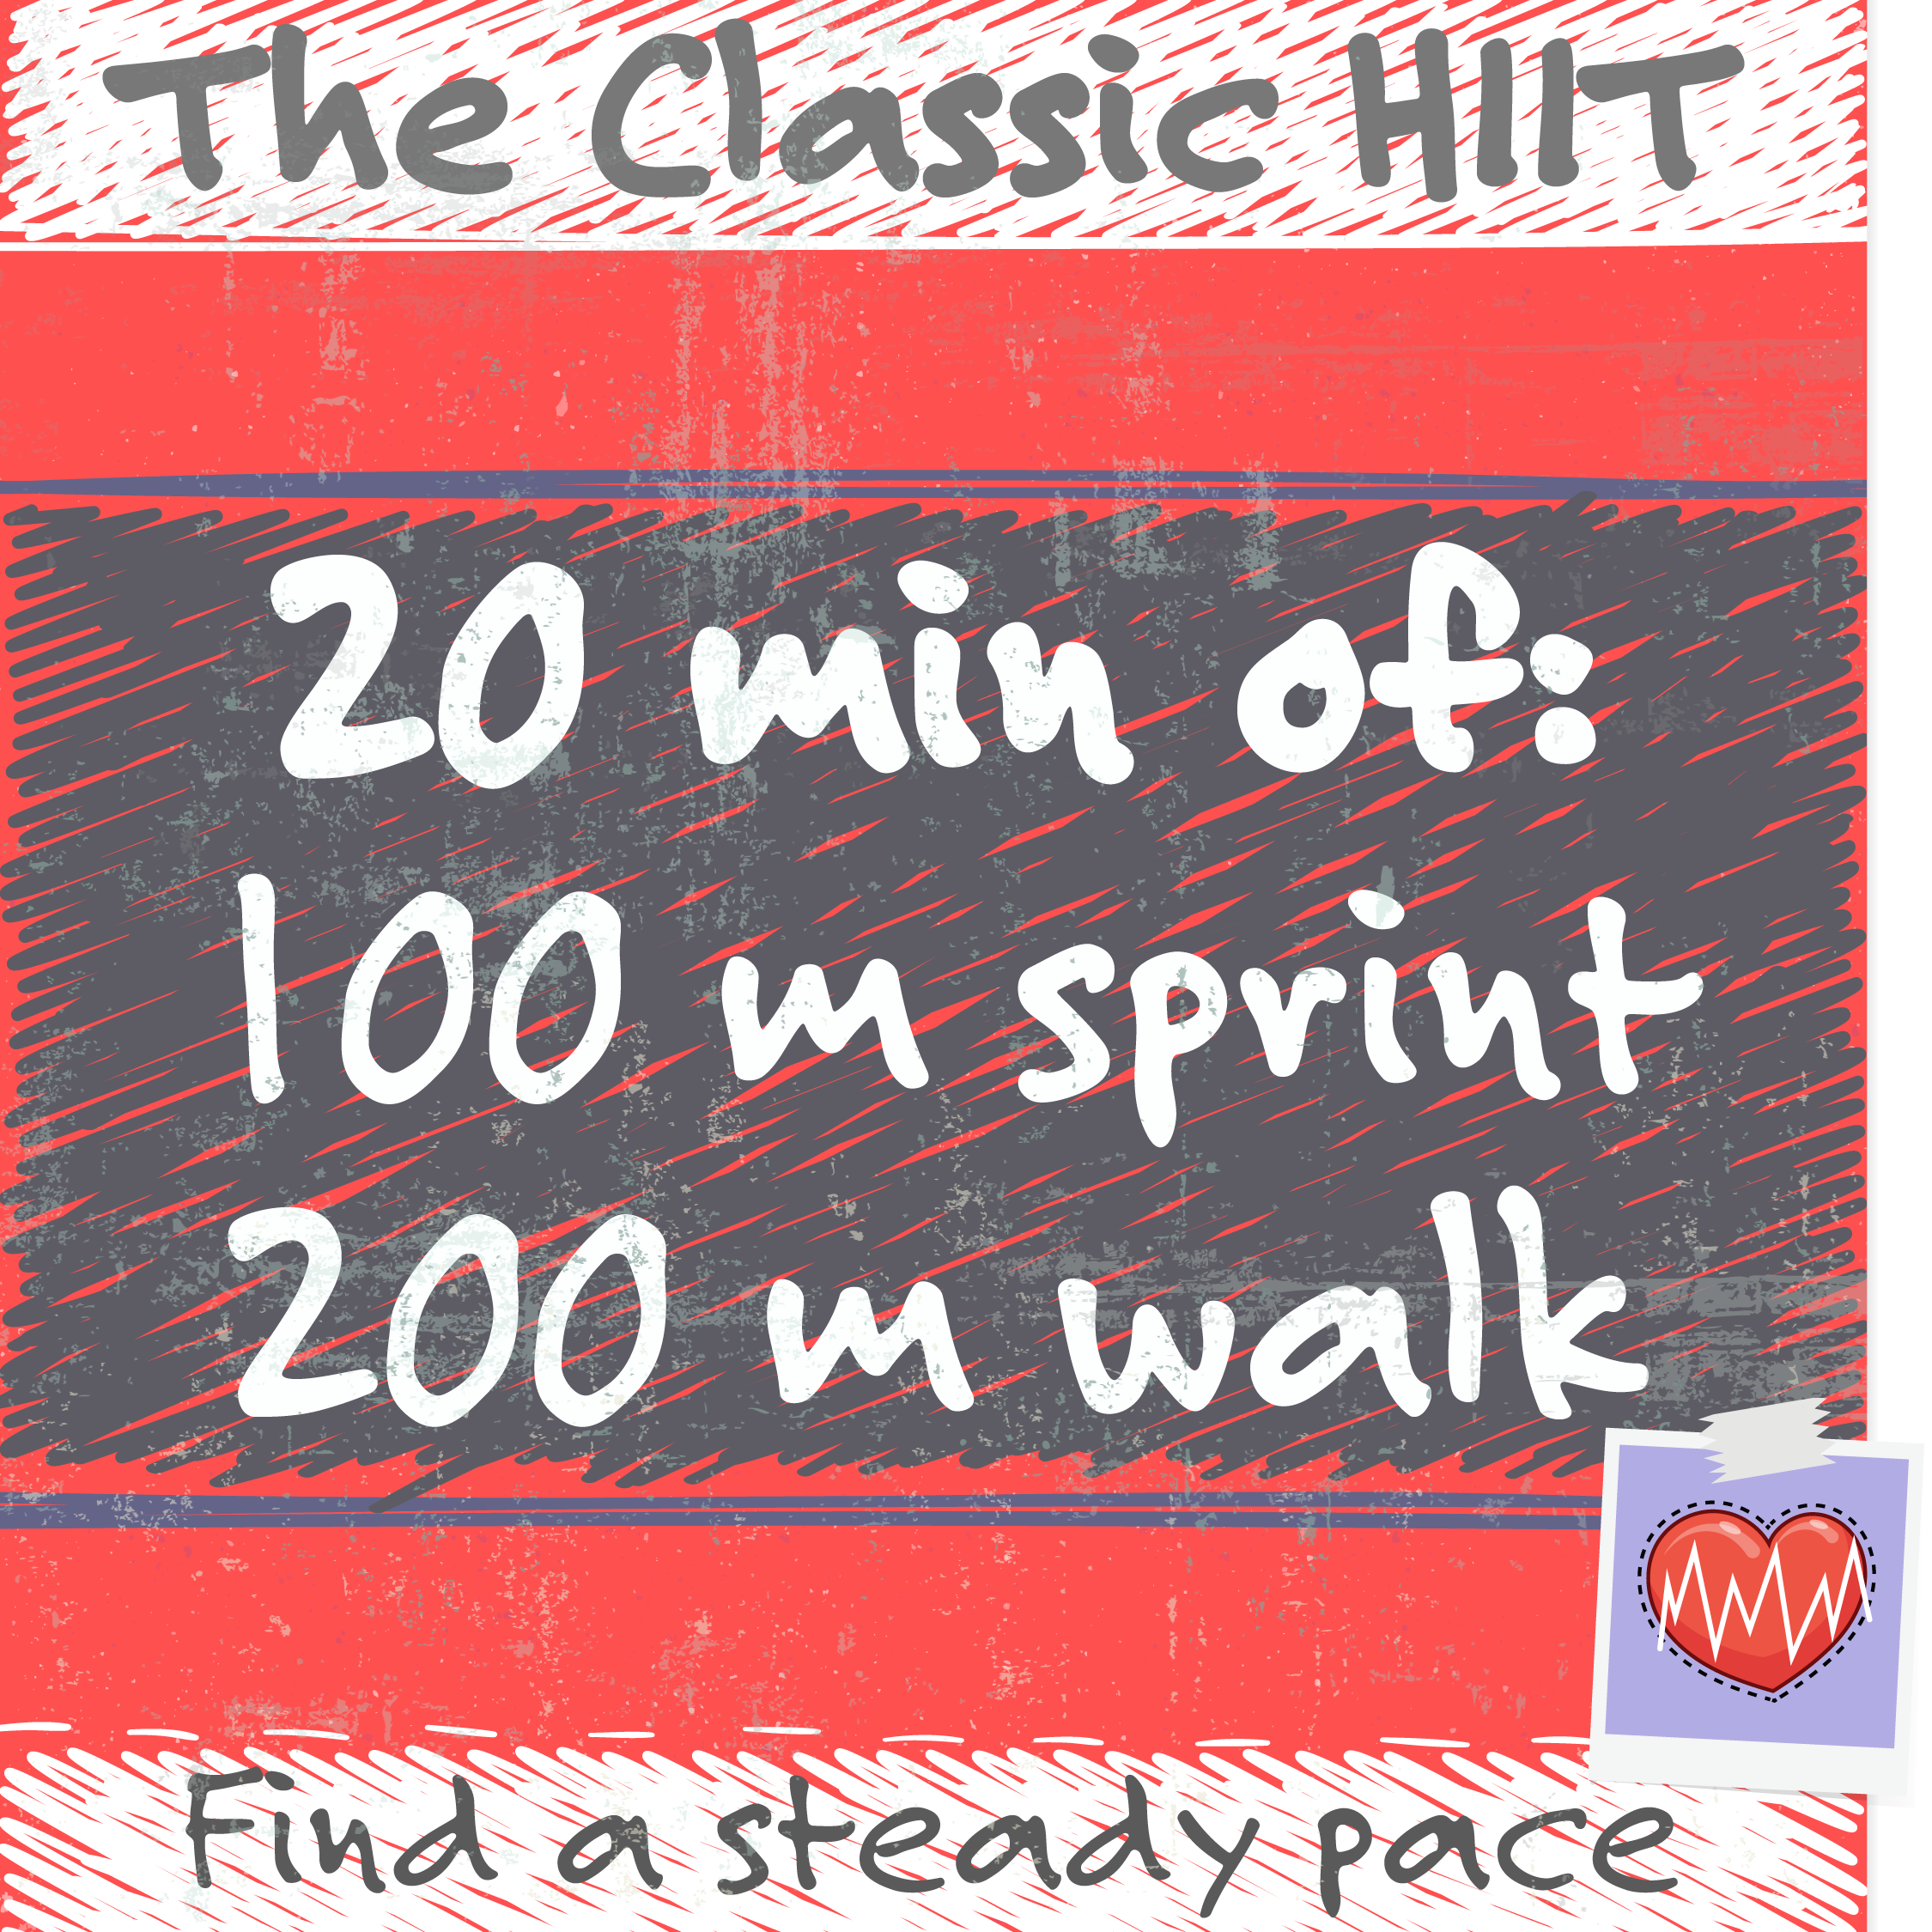 The Classic HIIT
20 min of:
100 m sprint
200 m walk
Find a steady pace